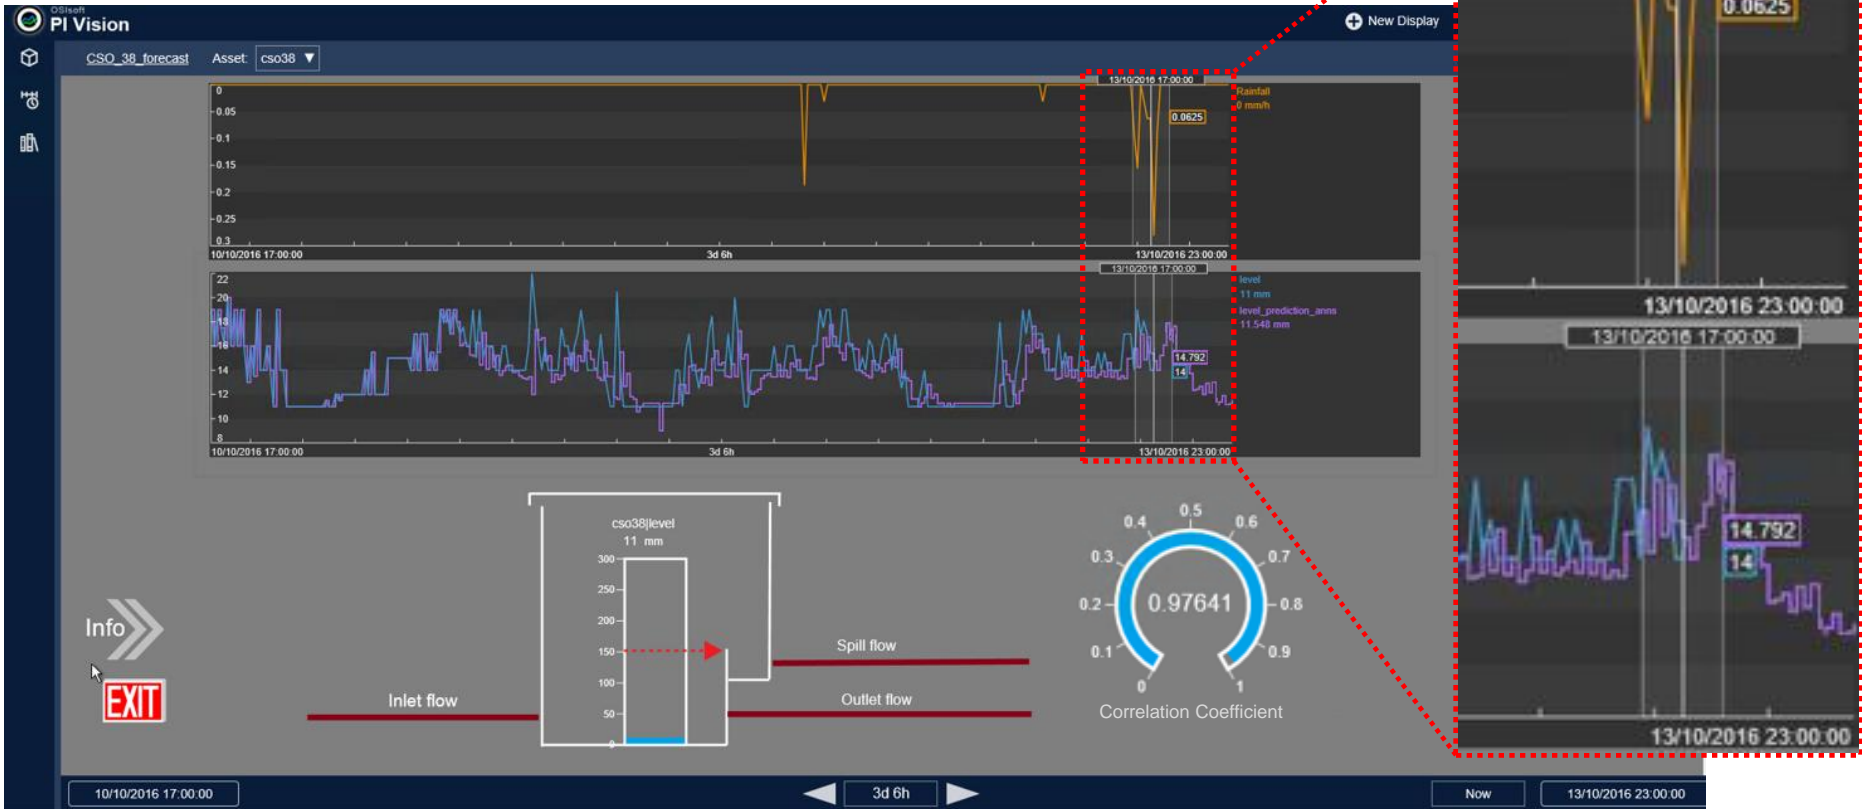 OSIsoft
PI Vision
New Display
CSO_38_forecast
Asset:
cso38
13/10/2016 17:00:00
0
0.05
0.1
0.15
0.2
0.25
0.3
Rainfall
0 mm/h
0.0625
10/10/2016 17:00:00
3d 6h
13/10/2016 23:00:00
13/10/2016 17:00:00
22
20
18
16
14
12
10
8
level
11 mm
level_prediction_anns
11.548 mm
14.792
14
10/10/2016 17:00:00
3d 6h
13/10/2016 23:00:00
0.0625
13/10/2016 23:00:00
13/10/2016 17:00:00
14.792
14
13/10/2016 23:00:00
cso38|level
11 mm
300
250
200
150
100
50
0
Spill flow
Inlet flow
Outlet flow
0
0.1
0.2
0.3
0.4
0.5
0.6
0.7
0.8
0.9
1
0.97641
Correlation Coefficient
Info
EXIT
10/10/2016 17:00:00
3d 6h
Now
13/10/2016 23:00:00